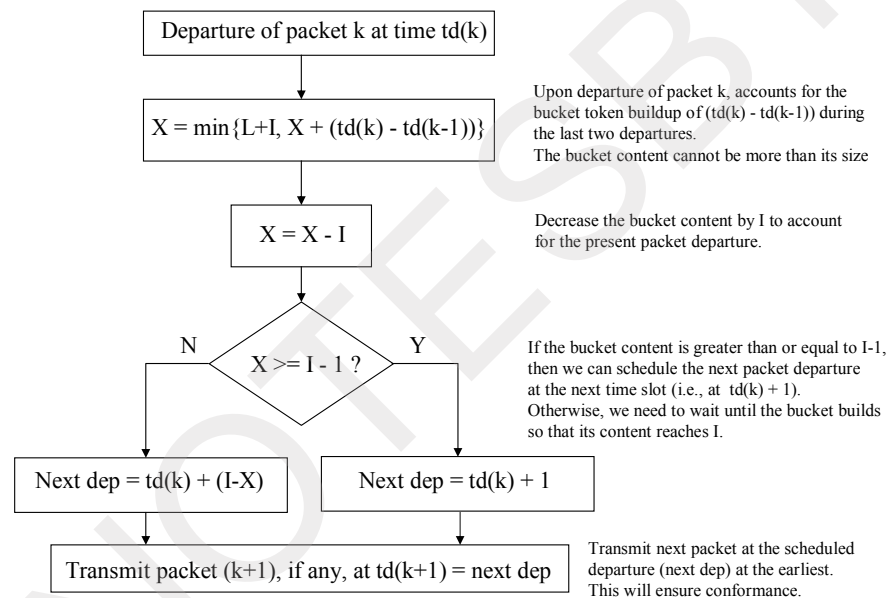 Departure of packet k at time td(k)
X = min{L+I, X + (td(k) - td(k-1))}
Upon departure of packet k, accounts for the
bucket token buildup of (td(k) - td(k-1)) during
the last two departures.
The bucket content cannot be more than its size
X = X - I
Decrease the bucket content by I to account
for the present packet departure.
N
X >= I - 1 ?
Y
If the bucket content is greater than or equal to I-1,
then we can schedule the next packet departure
at the next time slot (i.e., at td(k) + 1).
Otherwise, we need to wait until the bucket builds
so that its content reaches I.
Next dep = td(k) + (I-X)
Next dep = td(k) + 1
Transmit packet (k+1), if any, at td(k+1) = next dep
Transmit next packet at the scheduled
departure (next dep) at the earliest.
This will ensure conformance.
NOTESB